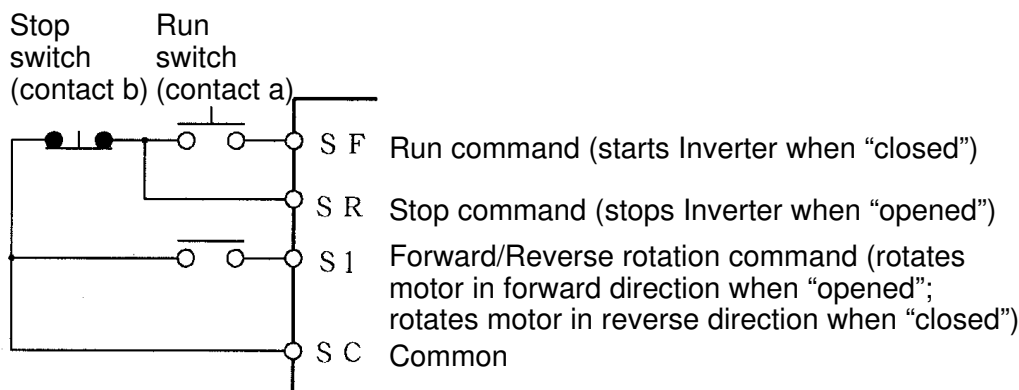 Stop Run
switch switch
(contact b) (contact a)
S F Run command (starts Inverter when “closed”)
S R Stop command (stops Inverter when “opened”)
S1 Forward/Reverse rotation command (rotates
motor in forward direction when “opened”;
rotates motor in reverse direction when “closed”)
S C Common